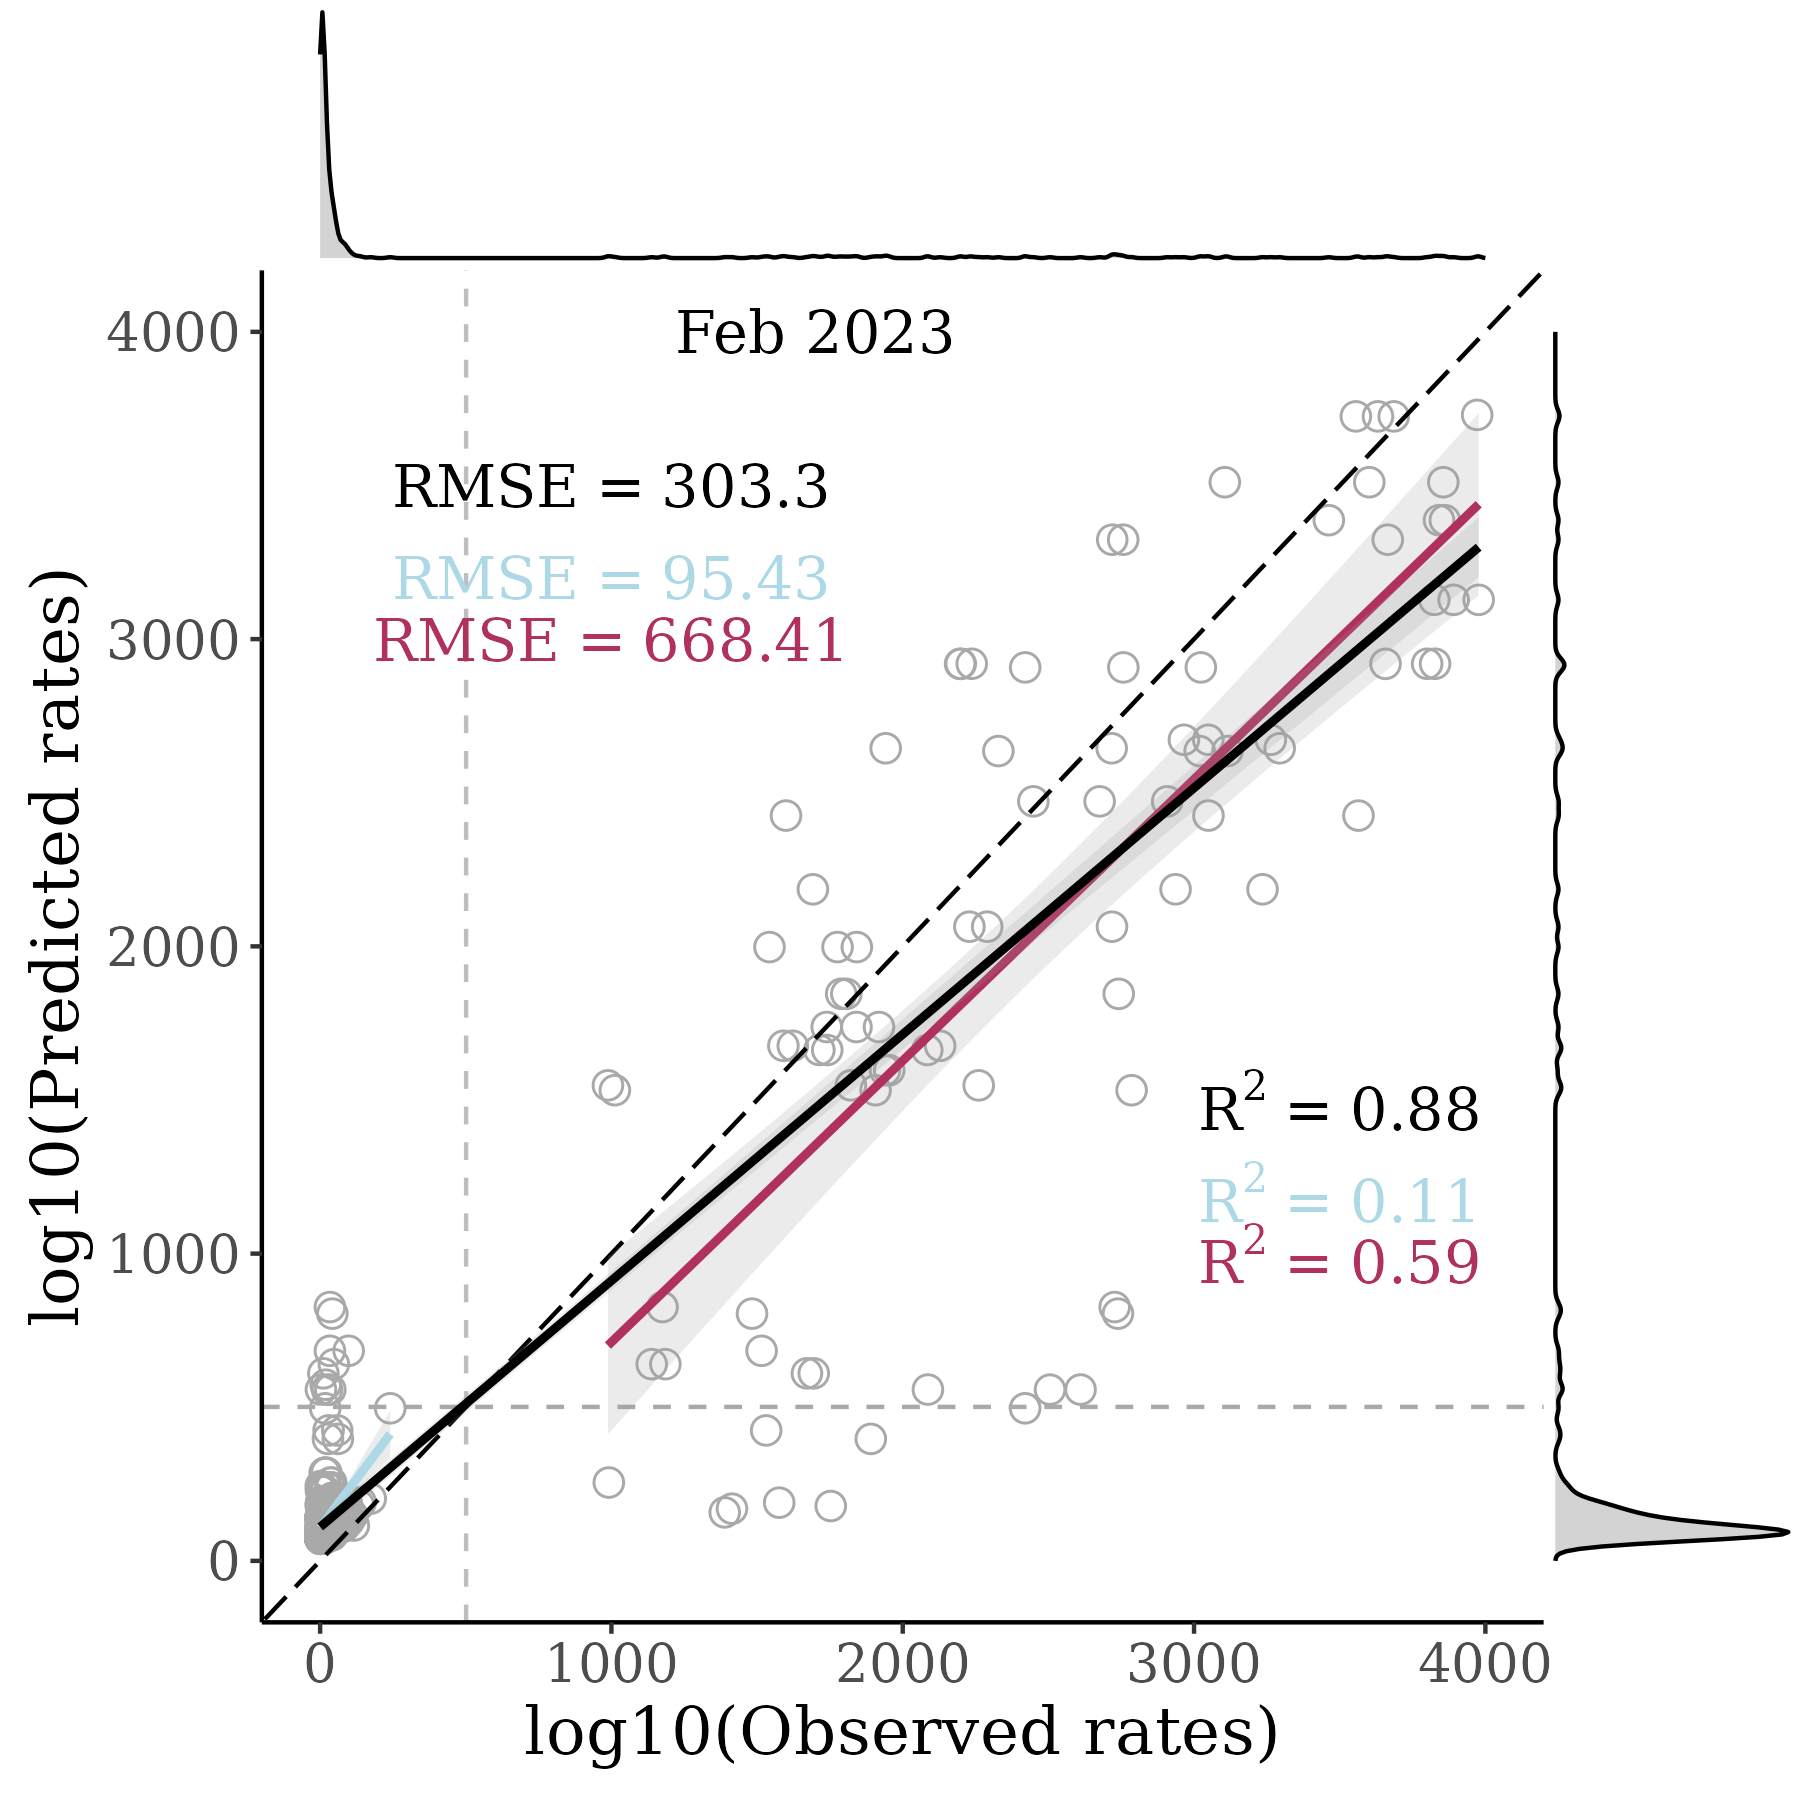 Feb 2023
RMSE = 303.3
RMSE = 95.43
RMSE = 668.41
R² = 0.88
R² = 0.11
R² = 0.59
log10(Predicted rates)
4000
3000
2000
1000
0
0 1000 2000 3000 4000
log10(Observed rates)